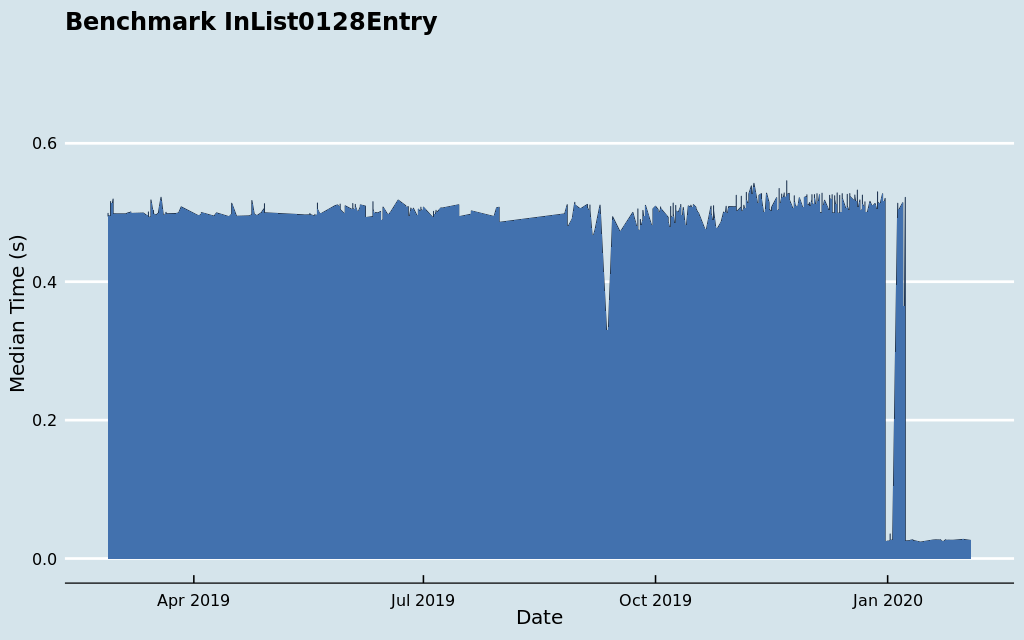 Benchmark InList0128Entry
0.6
0.4
0.2
0.0
Median Time (s)
Apr 2019
Jul 2019
Oct 2019
Jan 2020
Date